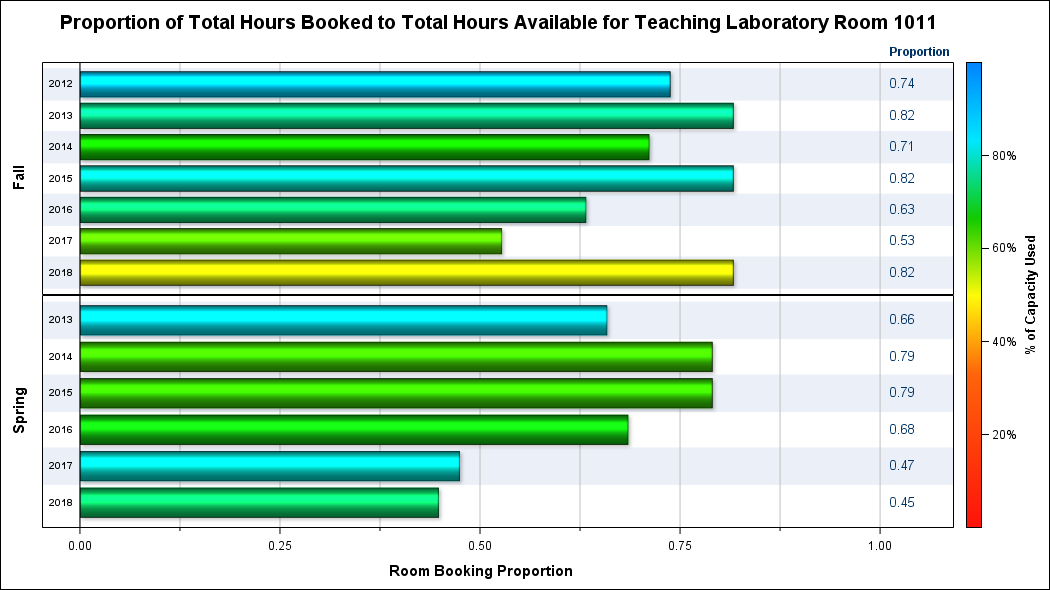 Proportion of Total Hours Booked to Total Hours Available for Teaching Laboratory Room 1011
Proportion
Fall
2012 0.74
2013 0.82
2014 0.71
2015 0.82
2016 0.63
2017 0.53
2018 0.82
Spring
2013 0.66
2014 0.79
2015 0.79
2016 0.68
2017 0.47
2018 0.45
0.00 0.25 0.50 0.75 1.00
Room Booking Proportion
80%
60%
40%
20%
% of Capacity Used